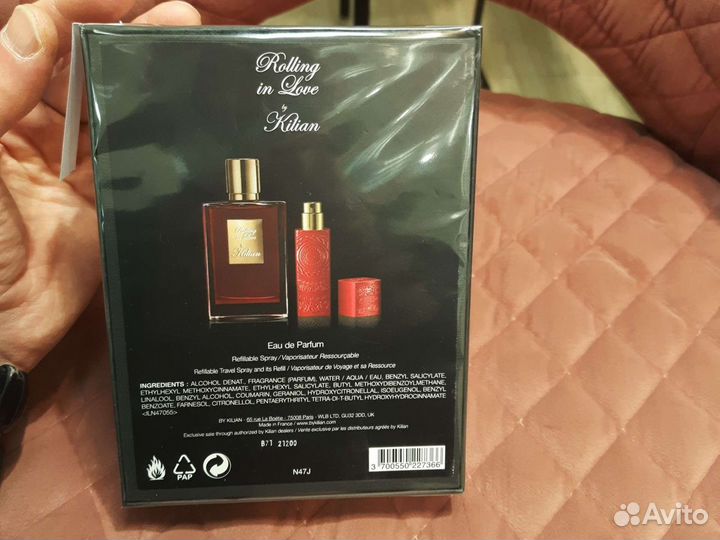 Rolling
in Love
by
Kilian
Rolling
in Love
Kilian
Eau de Parfum
Refillable Spray / Vaporisateur Ressourçable
Refillable Travel Spray and its Refill / Vaporisateur de Voyage et sa Ressource
INGREDIENTS : ALCOHOL DENAT., FRAGRANCE (PARFUM), WATER / AQUA / EAU, BENZYL SALICYLATE,
ETHYLHEXYL METHOXYCINNAMATE, ETHYLHEXYL SALICYLATE, BUTYL METHOXYDIBENZOYLMETHANE,
LINALOOL, BENZYL ALCOHOL, COUMARIN, GERANIOL, HYDROXYCITRONELLAL, ISOEUGENOL, BENZYL
BENZOATE, FARNESOL, CITRONELLOL, PENTAERYTHRITYL TETRA-DI-T-BUTYL HYDROXYHYDROCINNAMATE
<ILN47055>
BY KILIAN - 66 rue La Boétie - 75008 Paris - WLB LTD, GU32 3DD, UK
Made in France / www.bykilian.com
Exclusive sale through authorized by Kilian dealers / Vente exclusive par les distributeurs agréés by Kilian
B71 21200
PAP
N47J
3 700550 227366
Avito